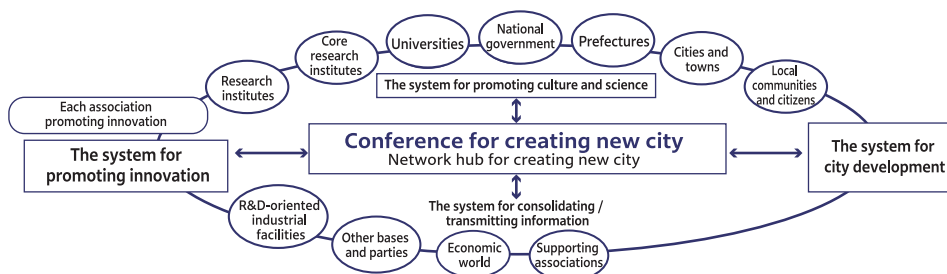 National
government
Universities
Prefectures
Core
research
institutes
Cities and
towns
Research
institutes
Local
communities
and citizens
The system for promoting culture and science
Each association
promoting innovation
Conference for creating new city
Network hub for creating new city
The system for
promoting innovation
The system for
city development
The system for consolidating /
transmitting information
R&D-oriented
industrial
facilities
Other bases
and parties
Economic
world
Supporting
associations